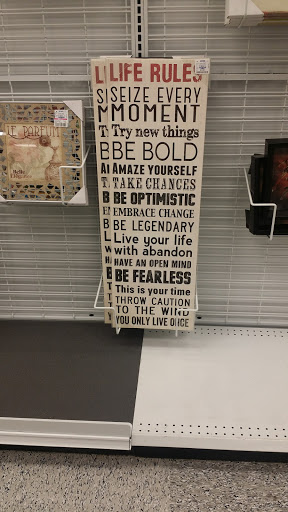 LIFE RULES
SEIZE EVERY
MOMENT
Try new things
BE BOLD
AMAZE YOURSELF
TAKE CHANCES
BE OPTIMISTIC
EMBRACE CHANGE
BE LEGENDARY
Live your life
with abandon
HAVE AN OPEN MIND
BE FEARLESS
This is your time
THROW CAUTION
TO THE WIND
YOU ONLY LIVE ONCE
LE PARFUM